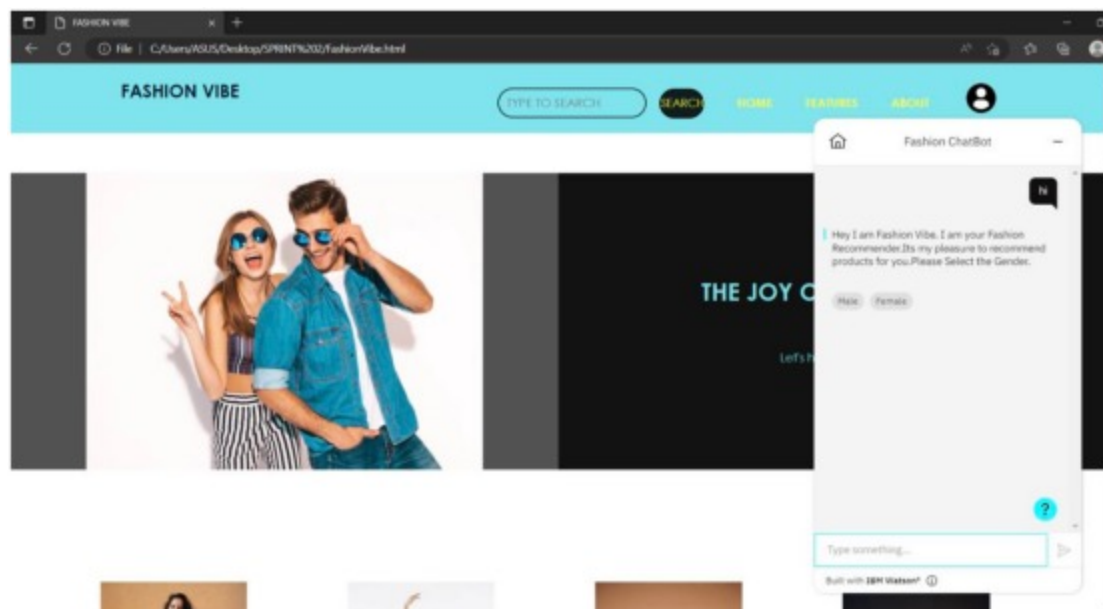 FASHION VIBE
File | C:/Users/ASUS/Desktop/SPRINT%202/FashionVibe.html
FASHION VIBE
TYPE TO SEARCH
SEARCH
HOME
FEATURES
ABOUT
Fashion ChatBot
hi
Hey I am Fashion Vibe. I am your Fashion
Recommender.Its my pleasure to recommend
products for you.Please Select the Gender.
Male Female
THE JOY
Let's h
?
Type something...
Built with IBM Watson®